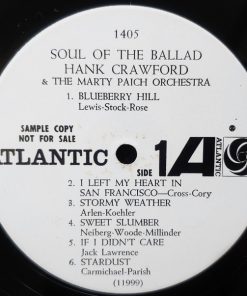 1405
SOUL OF THE BALLAD
HANK CRAWFORD
& THE MARTY PAICH ORCHESTRA
1. BLUEBERRY HILL
Lewis-Stock-Rose
SAMPLE COPY
NOT FOR SALE
ATLANTIC
SIDE 1
A
ATLANTIC
2. I LEFT MY HEART IN
SAN FRANCISCO—Cross-Cory
3. STORMY WEATHER
Arlen-Koehler
4. SWEET SLUMBER
Neiberg-Woode-Millinder
5. IF I DIDN'T CARE
Jack Lawrence
6. STARDUST
Carmichael-Parish
(11999)